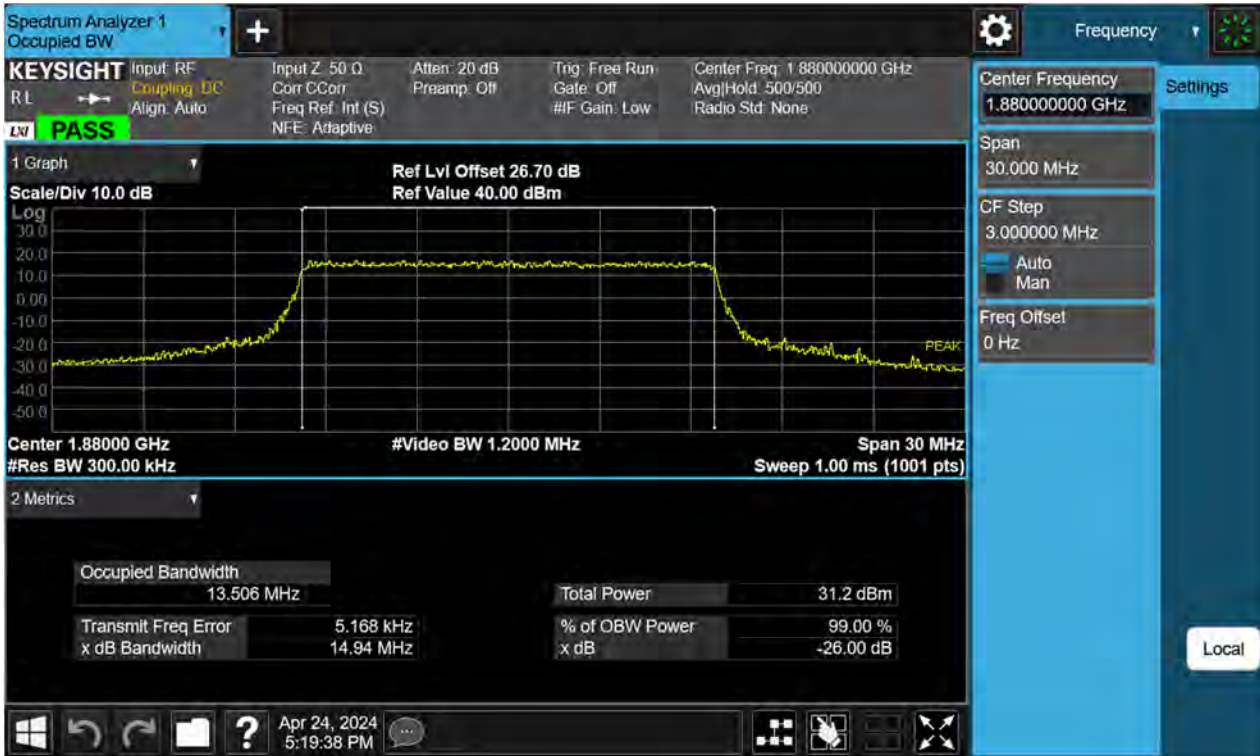 Spectrum Analyzer 1
Occupied BW
+
Frequency
KEYSIGHT
R L
LXI PASS
Input: RF
Coupling: DC
Align: Auto
Input Z: 50 Ω
Corr CCorr
Freq Ref: Int (S)
NFE: Adaptive
Atten: 20 dB
Preamp: Off
Trig: Free Run
Gate: Off
#IF Gain: Low
Center Freq: 1.880000000 GHz
Avg|Hold: 500/500
Radio Std: None
Center Frequency
1.880000000 GHz
Settings
Span
30.000 MHz
CF Step
3.000000 MHz
Auto
Man
Freq Offset
0 Hz
1 Graph
Scale/Div 10.0 dB
Ref Lvl Offset 26.70 dB
Ref Value 40.00 dBm
Log
30.0
20.0
10.0
0.00
-10.0
-20.0
-30.0
-40.0
-50.0
PEAK
Center 1.88000 GHz
#Video BW 1.2000 MHz
Span 30 MHz
#Res BW 300.00 kHz
Sweep 1.00 ms (1001 pts)
2 Metrics
Occupied Bandwidth
13.506 MHz
Total Power 31.2 dBm
Transmit Freq Error 5.168 kHz
% of OBW Power 99.00 %
x dB Bandwidth 14.94 MHz
x dB -26.00 dB
Local
?
Apr 24, 2024
5:19:38 PM